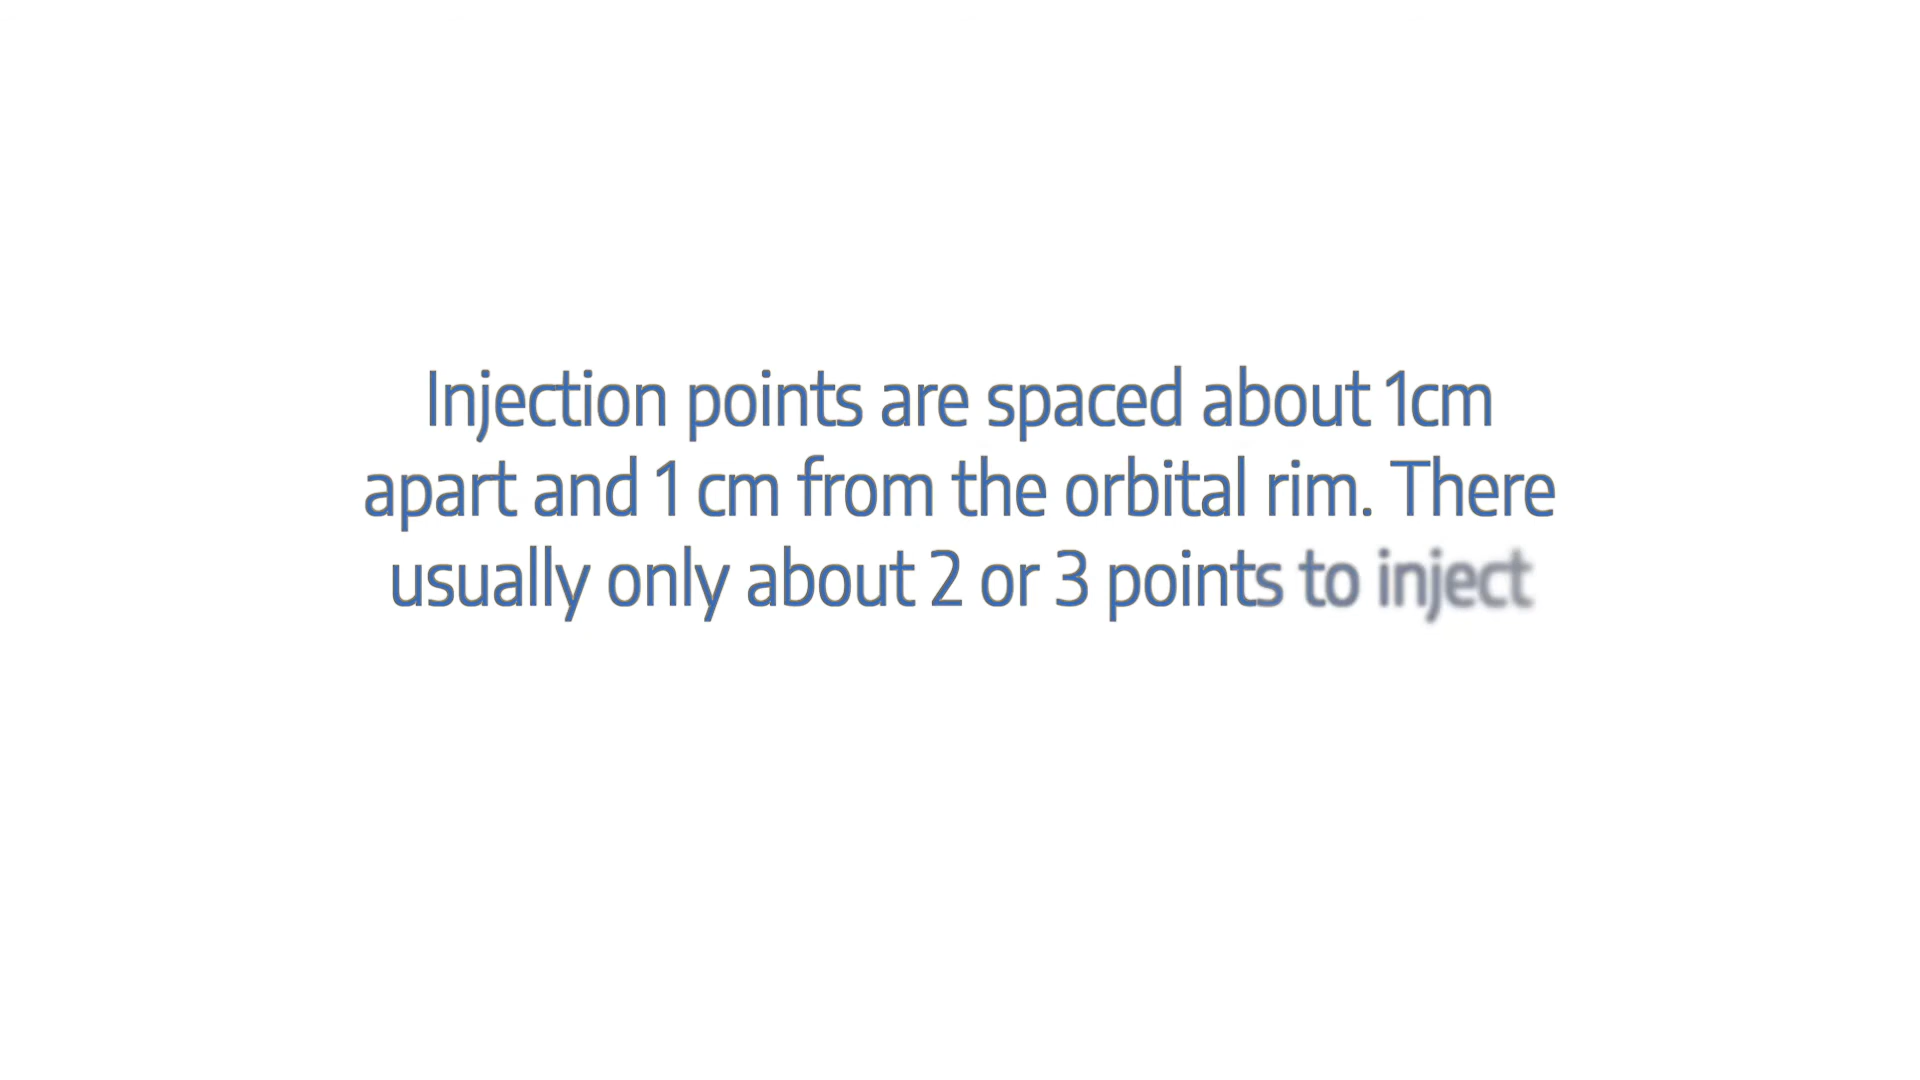 Injection points are spaced about 1cm
apart and 1 cm from the orbital rim. There
usually only about 2 or 3 points to inject